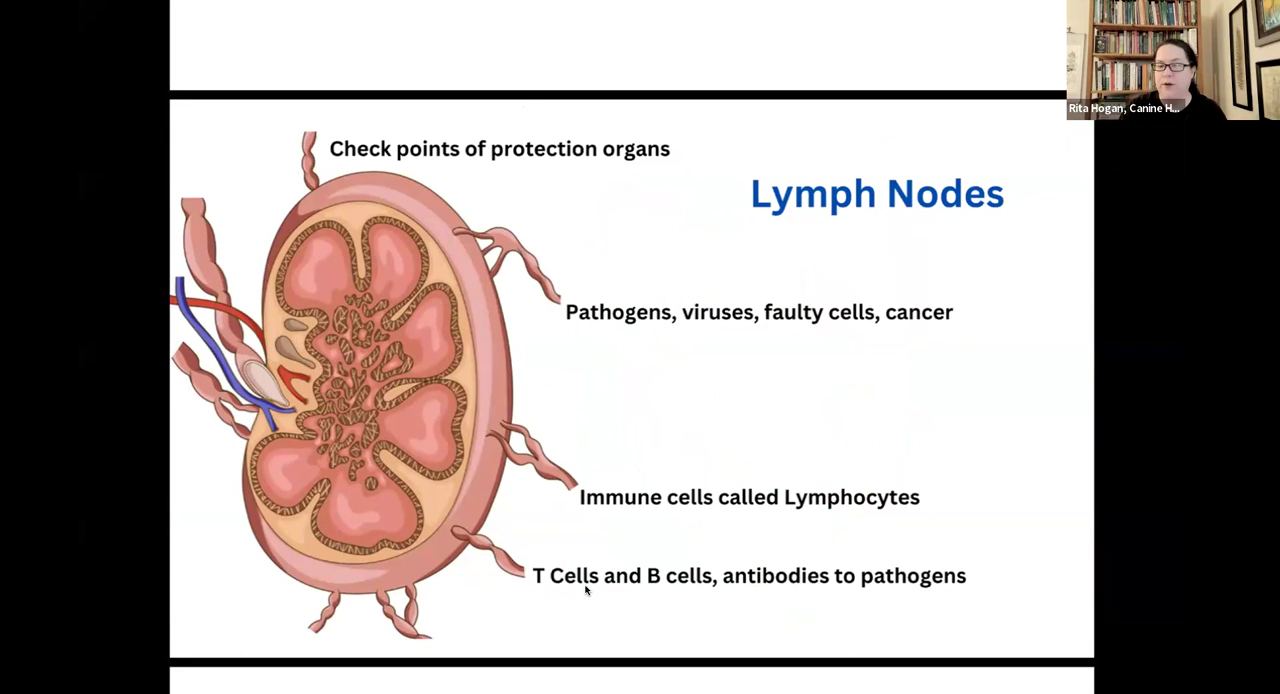 Rita Hogan, Canine H...
Check points of protection organs
Lymph Nodes
Pathogens, viruses, faulty cells, cancer
Immune cells called Lymphocytes
T Cells and B cells, antibodies to pathogens